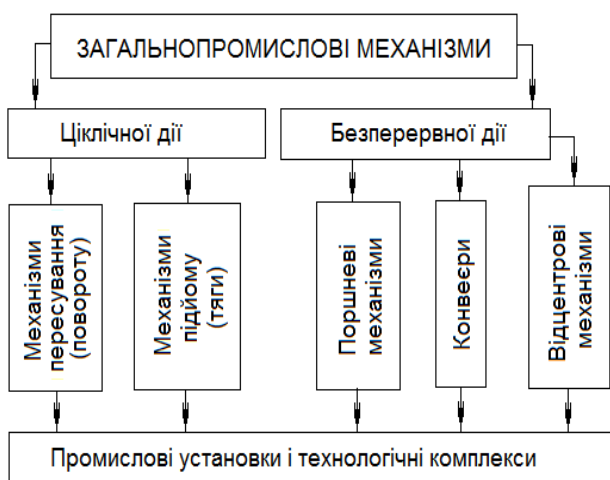 ЗАГАЛЬНОПРОМИСЛОВІ МЕХАНІЗМИ
Ціклічної дії
Безперервної дії
Механізми
пересування
(повороту)
Механізми
підйому
(тяги)
Поршневі
механізми
Конвеєри
Відцентрові
механізми
Промислові установки і технологічні комплекси